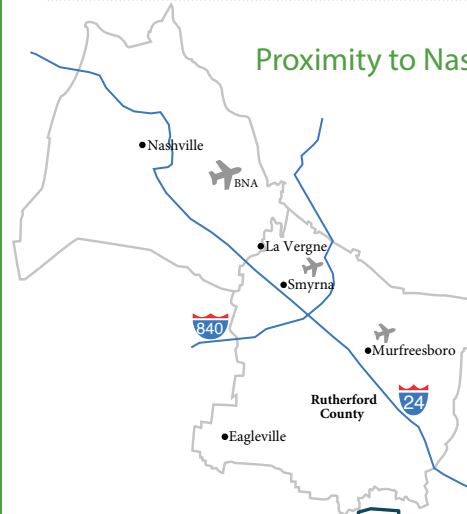 Proximity to Nas
Nashville
BNA
La Vergne
Smyrna
840
Murfreesboro
Rutherford
County
24
Eagleville